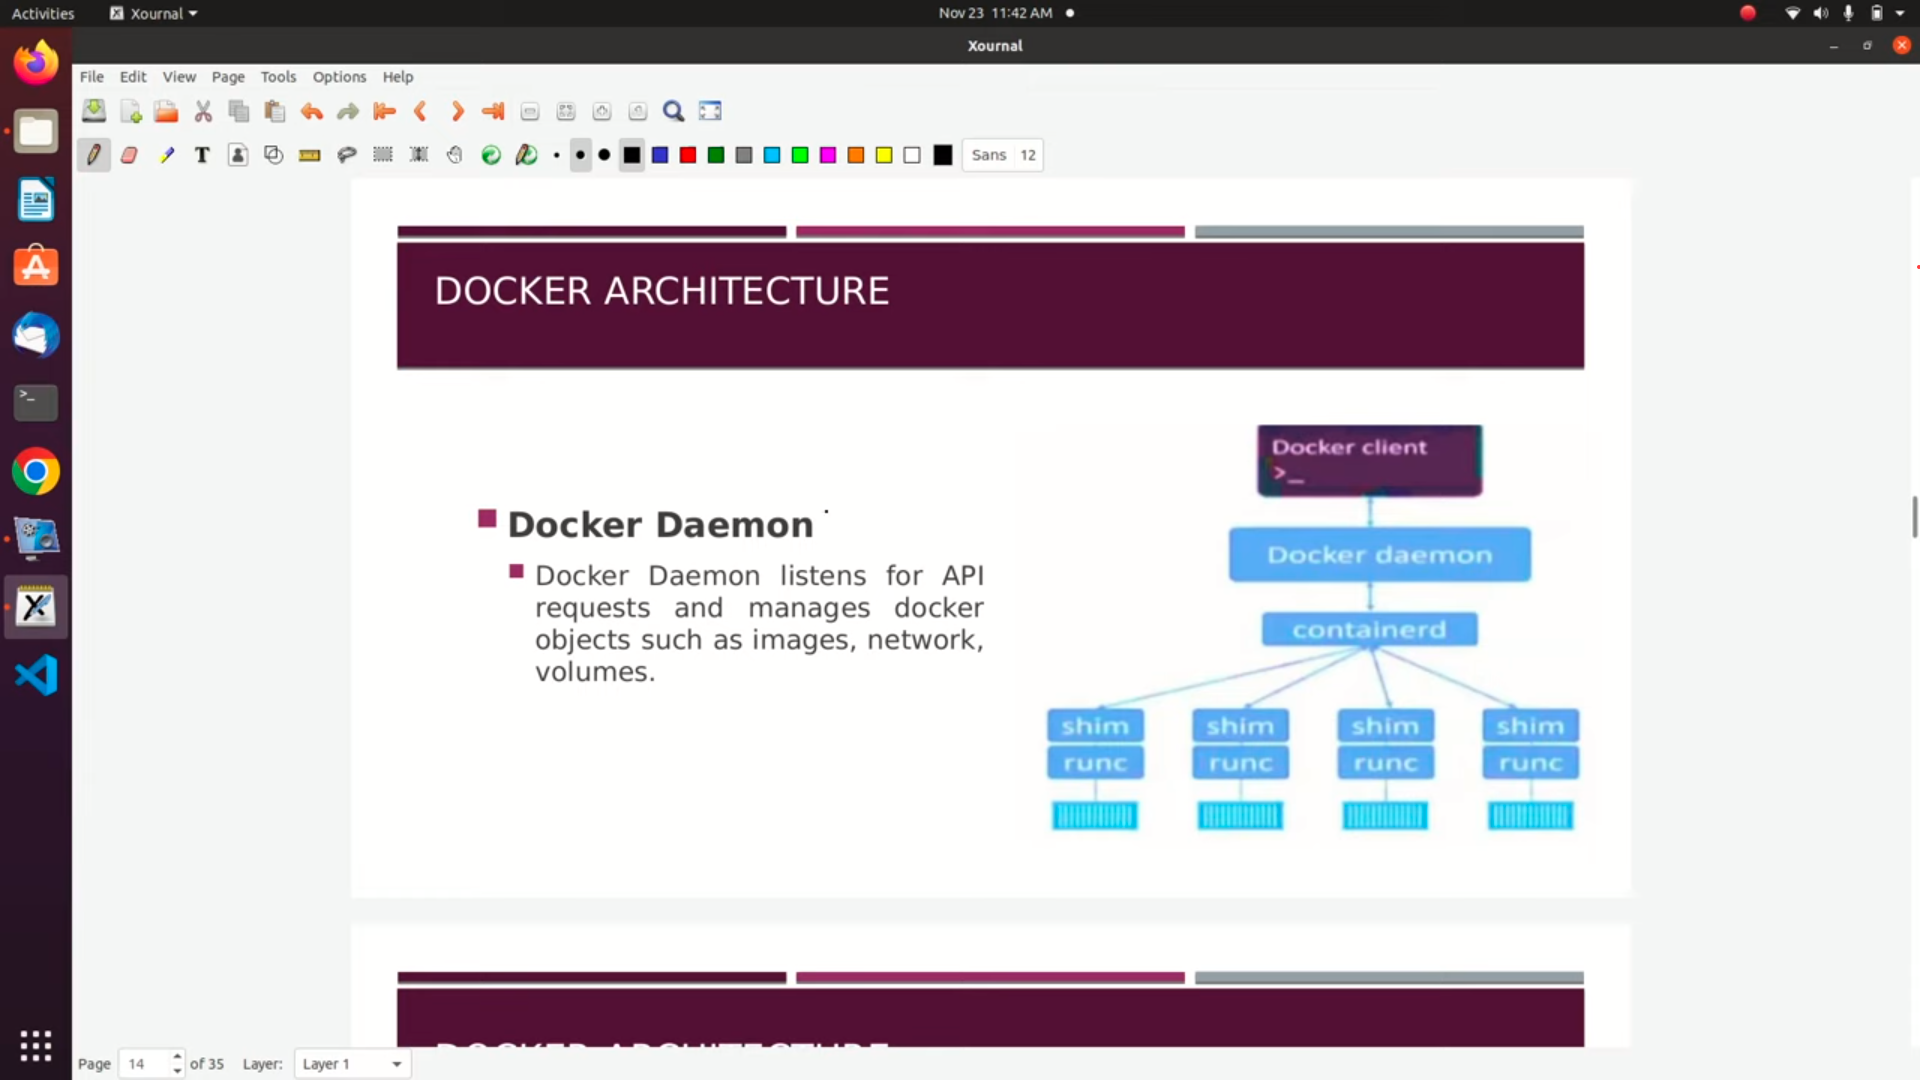 Activities Xournal Nov 23 11:42 AM
Xournal
File Edit View Page Tools Options Help
Sans 12
DOCKER ARCHITECTURE
Docker client
>_
Docker Daemon
Docker daemon
Docker Daemon listens for API
requests and manages docker
objects such as images, network,
volumes.
containerd
shim shim shim shim
runc runc runc runc
DOCKER ARCHITECTURE
Page 14 of 35 Layer: Layer 1